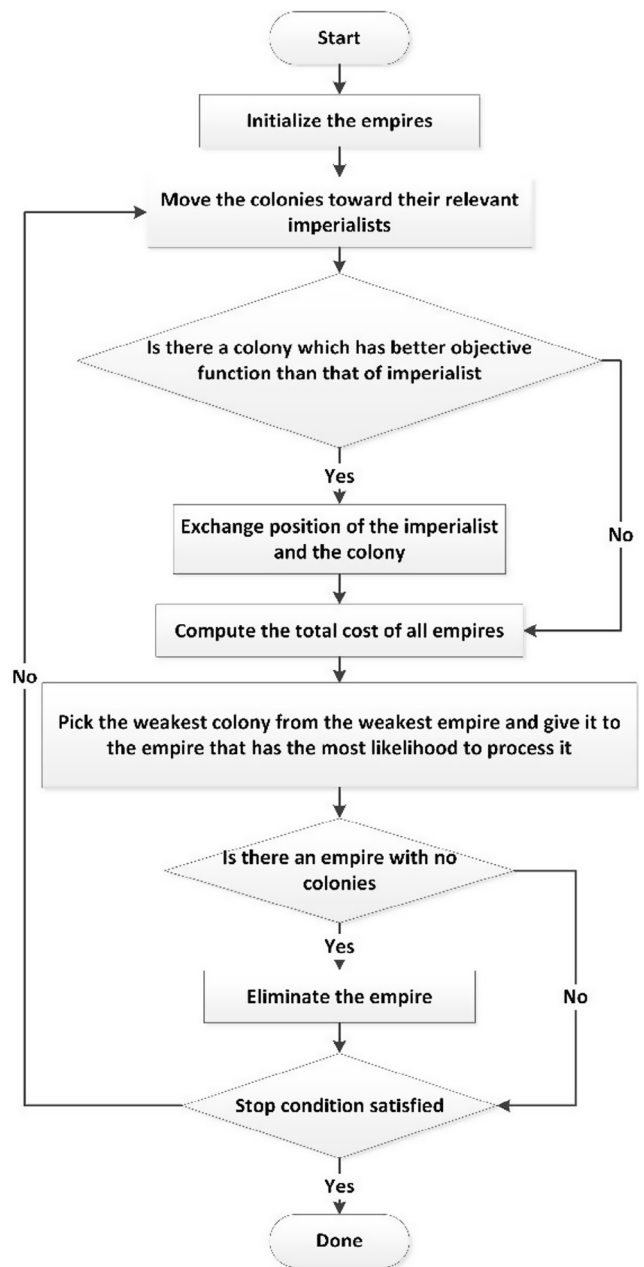 Start
Initialize the empires
Move the colonies toward their relevant
imperialists
Is there a colony which has better objective
function than that of imperialist
Yes
Exchange position of the imperialist
and the colony
No
Compute the total cost of all empires
No
Pick the weakest colony from the weakest empire and give it to
the empire that has the most likelihood to process it
Is there an empire with no
colonies
Yes
Eliminate the empire
No
Stop condition satisfied
Yes
Done